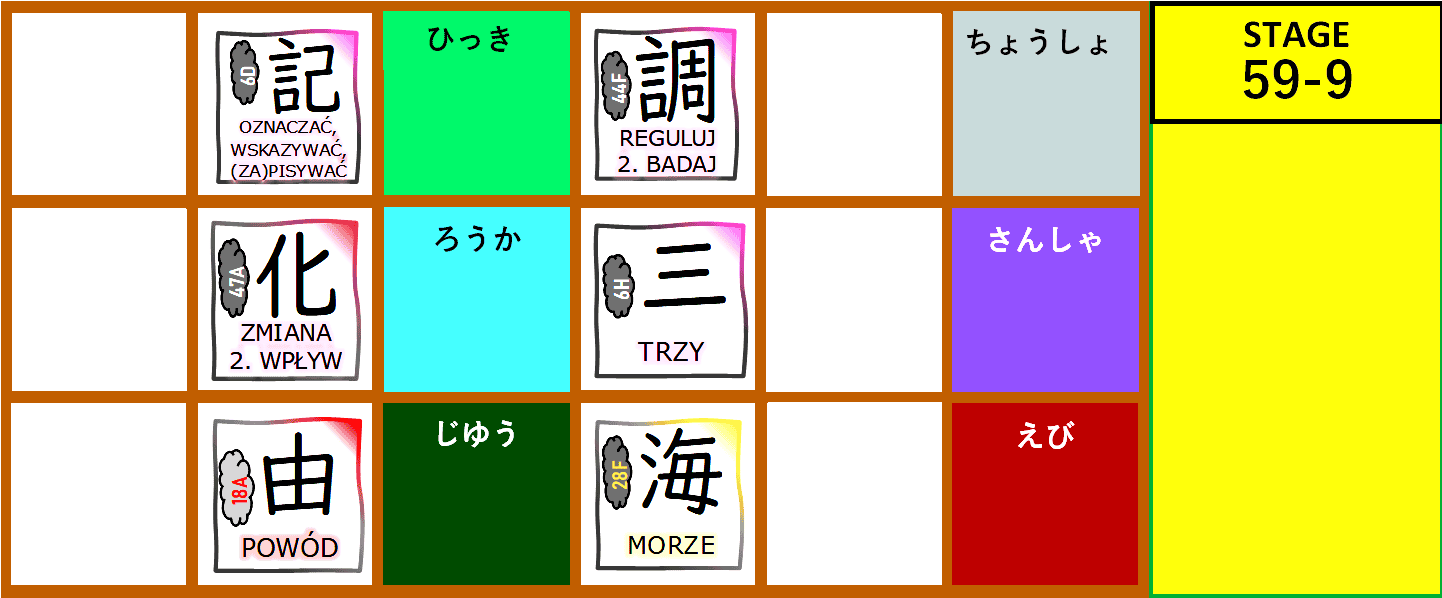 6D
記
OZNACZAĆ,
WSKAZYWAĆ,
(ZA)PISYWAĆ
ひっき
44F
調
REGULUJ
2. BADAJ
ちょうしょ
STAGE
59-9
47A
化
ZMIANA
2. WPŁYW
ろうか
6H
三
TRZY
さんしゃ
18A
由
POWÓD
じゆう
28F
海
MORZE
えび